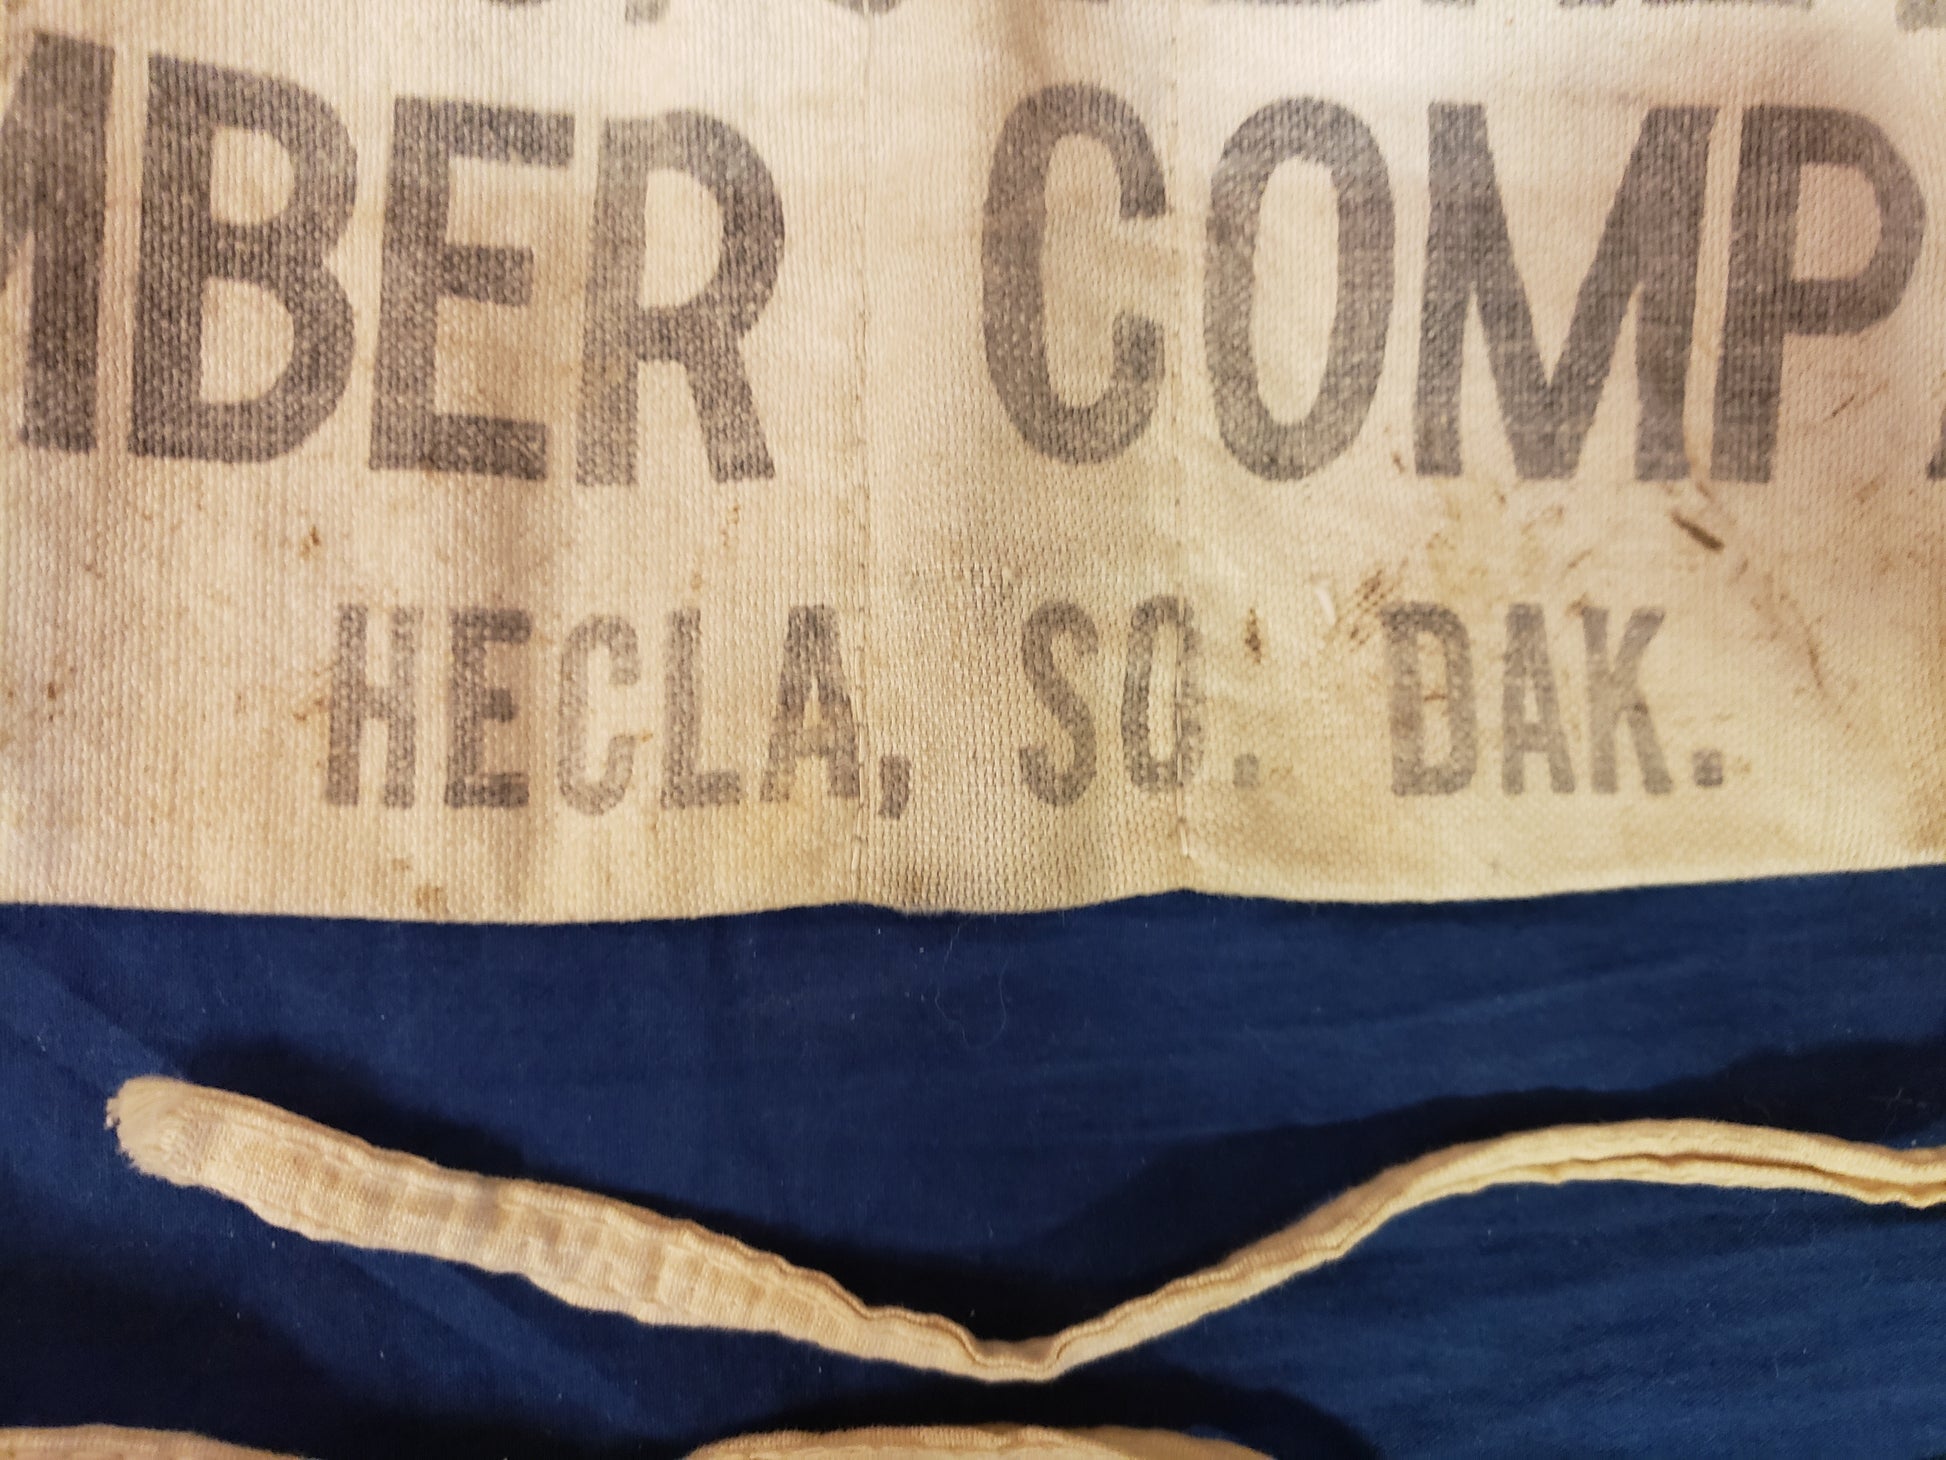 MBER COMP
HECLA, SO. DAK.